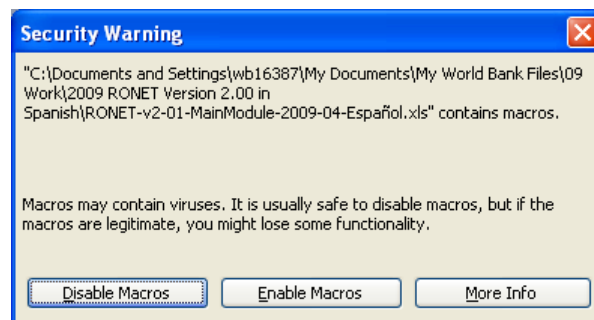 Security Warning
"C:\Documents and Settings\wb16387\My Documents\My World Bank Files\09
Work\2009 RONET Version 2.00 in
Spanish\RONET-v2-01-MainModule-2009-04-Español.xls" contains macros.
Macros may contain viruses. It is usually safe to disable macros, but if the
macros are legitimate, you might lose some functionality.
Disable Macros Enable Macros More Info